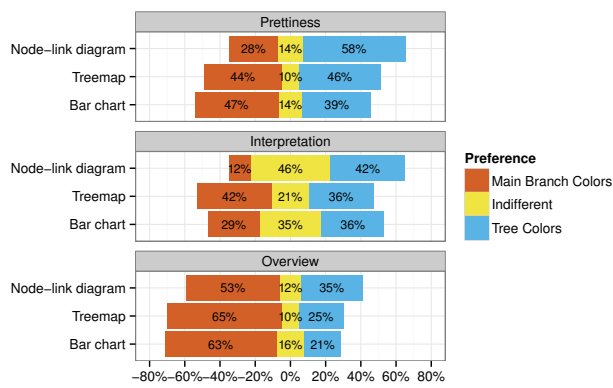 Prettiness
Node−link diagram 28% 14% 58%
Treemap 44% 10% 46%
Bar chart 47% 14% 39%
Interpretation
Node−link diagram 12% 46% 42%
Treemap 42% 21% 36%
Bar chart 29% 35% 36%
Preference
Main Branch Colors
Indifferent
Tree Colors
Overview
Node−link diagram 53% 12% 35%
Treemap 65% 10% 25%
Bar chart 63% 16% 21%
−80% −60% −40% −20% 0% 20% 40% 60% 80%